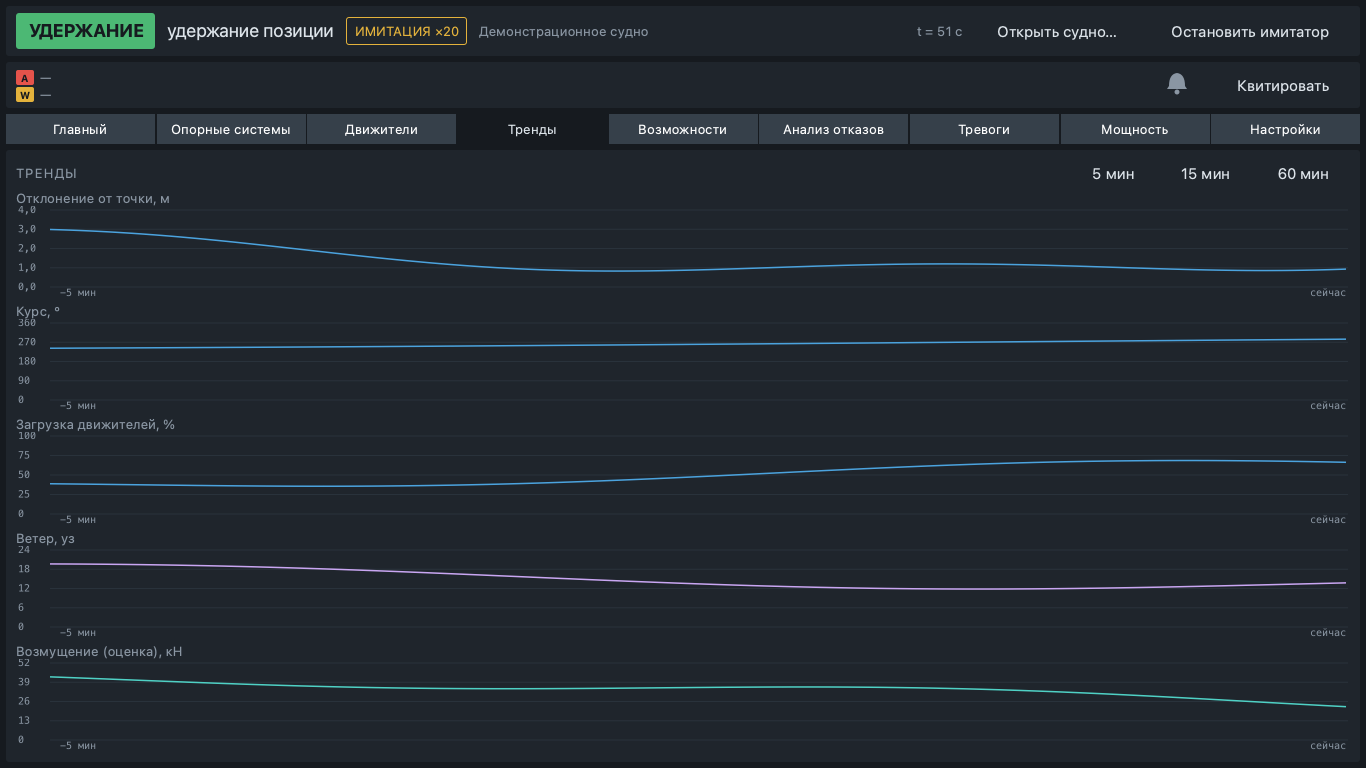 УДЕРЖАНИЕ удержание позиции ИМИТАЦИЯ ×20 Демонстрационное судно t = 51 с Открыть судно... Остановить имитатор
A —
W —
Квитировать
Главный Опорные системы Движители Тренды Возможности Анализ отказов Тревоги Мощность Настройки
ТРЕНДЫ 5 мин 15 мин 60 мин
Отклонение от точки, м
4,0
3,0
2,0
1,0
0,0
−5 мин сейчас
Курс, °
360
270
180
90
0
−5 мин сейчас
Загрузка движителей, %
100
75
50
25
0
−5 мин сейчас
Ветер, уз
24
18
12
6
0
−5 мин сейчас
Возмущение (оценка), кН
52
39
26
13
0
−5 мин сейчас